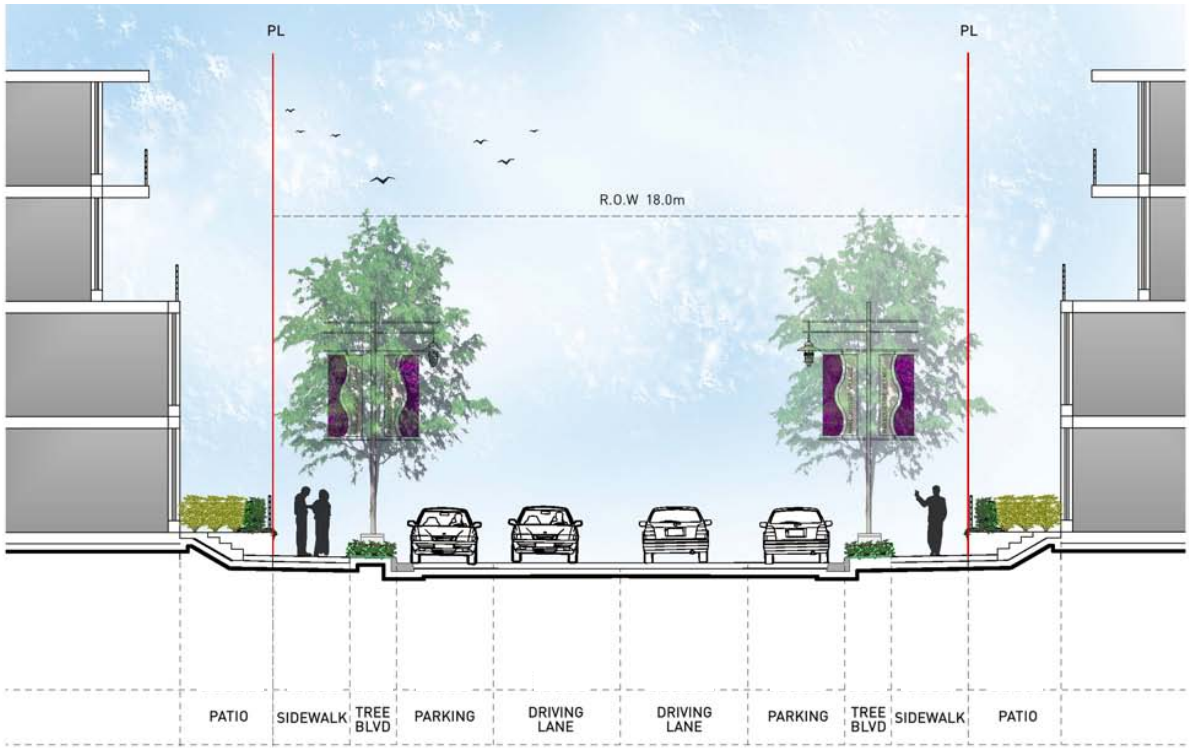 PL
PL
R.O.W 18.0m
PATIO
SIDEWALK
TREE
BLVD
PARKING
DRIVING
LANE
DRIVING
LANE
PARKING
TREE
BLVD
SIDEWALK
PATIO